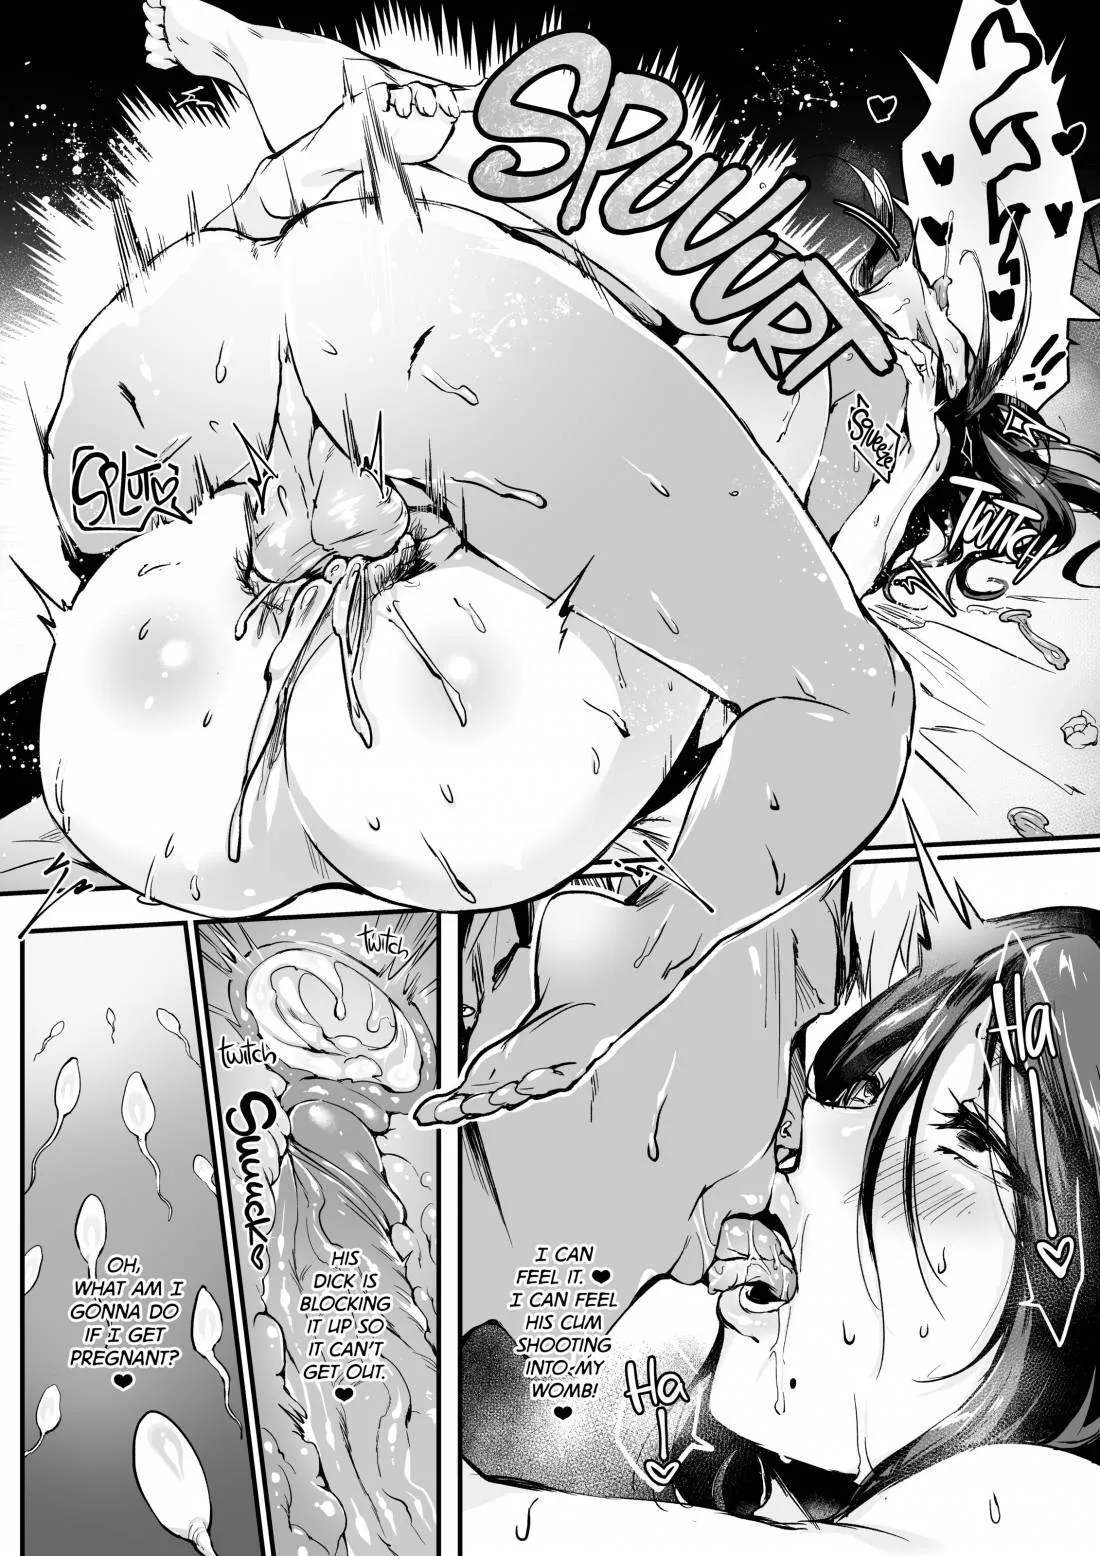 SPUUURT
SPLUT
Squeeze
TWITCH
Ha
I CAN
FEEL IT. ♥
I CAN FEEL
HIS CUM
SHOOTING
INTO MY
WOMB!
♥
Ha
twitch
twitch
Suuuck
HIS
DICK IS
BLOCKING
IT UP SO
IT CAN'T
GET OUT.
♥
OH,
WHAT AM I
GONNA DO
IF I GET
PREGNANT?
♥